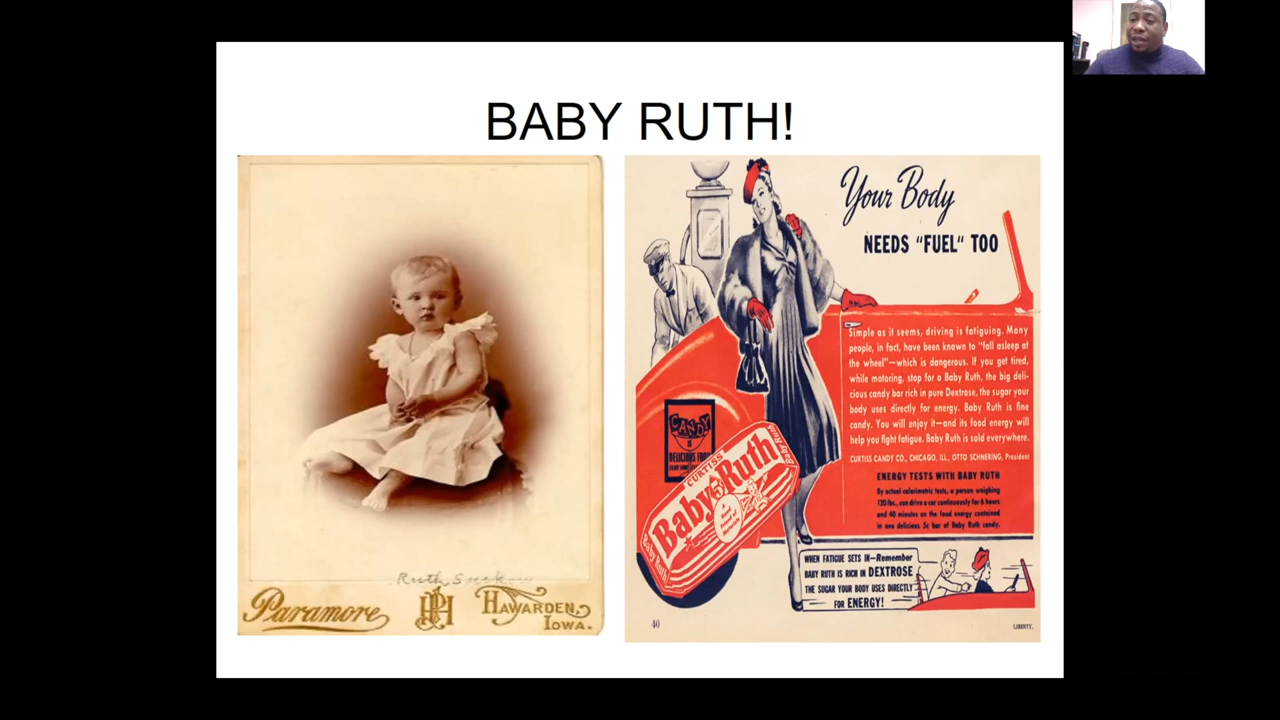 BABY RUTH!
Ruth
Paramore
HAWARDEN,
IOWA.
Your Body
NEEDS "FUEL" TOO
Simple as it seems, driving is fatiguing. Many
people, in fact, have been known to "fall asleep at
the wheel"—which is dangerous. If you get tired,
while motoring, stop for a Baby Ruth, the big deli-
cious candy bar rich in pure Dextrose, the sugar your
body uses directly for energy. Baby Ruth is fine
candy. You will enjoy it—and its food energy will
help you fight fatigue. Baby Ruth is sold everywhere.
CURTISS CANDY CO., CHICAGO, ILL., OTTO SCHNERING, President
ENERGY TESTS WITH BABY RUTH
By actual calorimetric tests, a person weighing
120 lbs., can drive a car continuously for 6 hours
and 40 minutes on the food energy contained
in one delicious 5c bar of Baby Ruth candy.
CANDY
IS
DELICIOUS FOOD
CURTISS
Baby Ruth
5¢
Baby Ruth
Baby Ruth
WHEN FATIGUE SETS IN—Remember
BABY RUTH IS RICH IN DEXTROSE
THE SUGAR YOUR BODY USES DIRECTLY
FOR ENERGY!
40
LIBERTY.